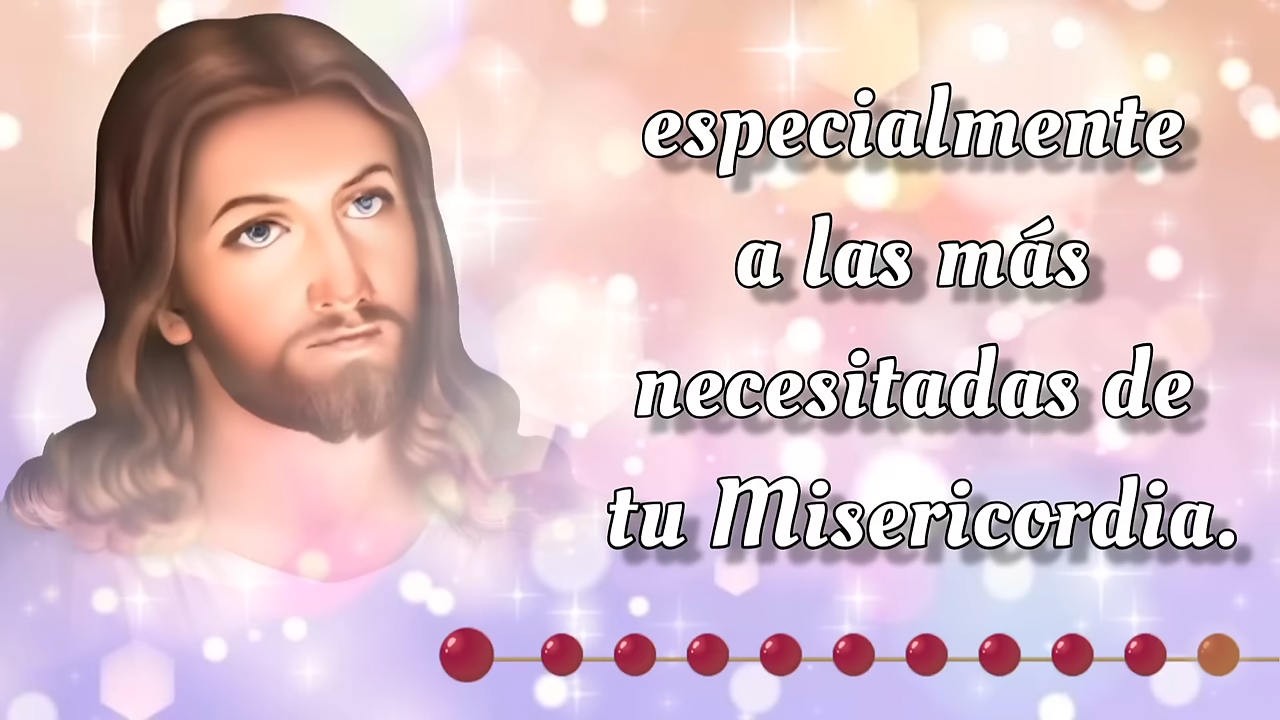 especialmente
a las más
necesitadas de
tu Misericordia.